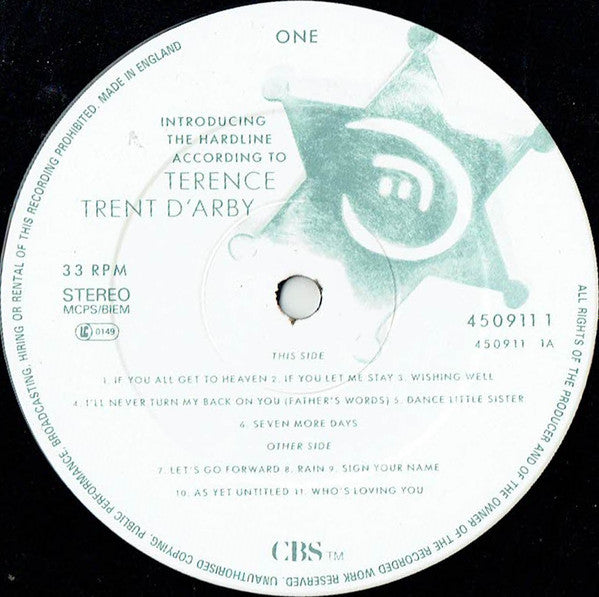 ONE
INTRODUCING
THE HARDLINE
ACCORDING TO
TERENCE
TRENT D'ARBY
33 RPM
STEREO
MCPS/BIEM
LC 0149
450911 1
450911 1A
THIS SIDE
1. IF YOU ALL GET TO HEAVEN 2. IF YOU LET ME STAY 3. WISHING WELL
4. I'LL NEVER TURN MY BACK ON YOU (FATHER'S WORDS) 5. DANCE LITTLE SISTER
6. SEVEN MORE DAYS
OTHER SIDE
7. LET'S GO FORWARD 8. RAIN 9. SIGN YOUR NAME
10. AS YET UNTITLED 11. WHO'S LOVING YOU
CBS TM
ALL RIGHTS OF THE PRODUCER AND OF THE OWNER OF THE RECORDED WORK RESERVED. UNAUTHORISED COPYING, PUBLIC PERFORMANCE, BROADCASTING, HIRING OR RENTAL OF THIS RECORDING PROHIBITED. MADE IN ENGLAND